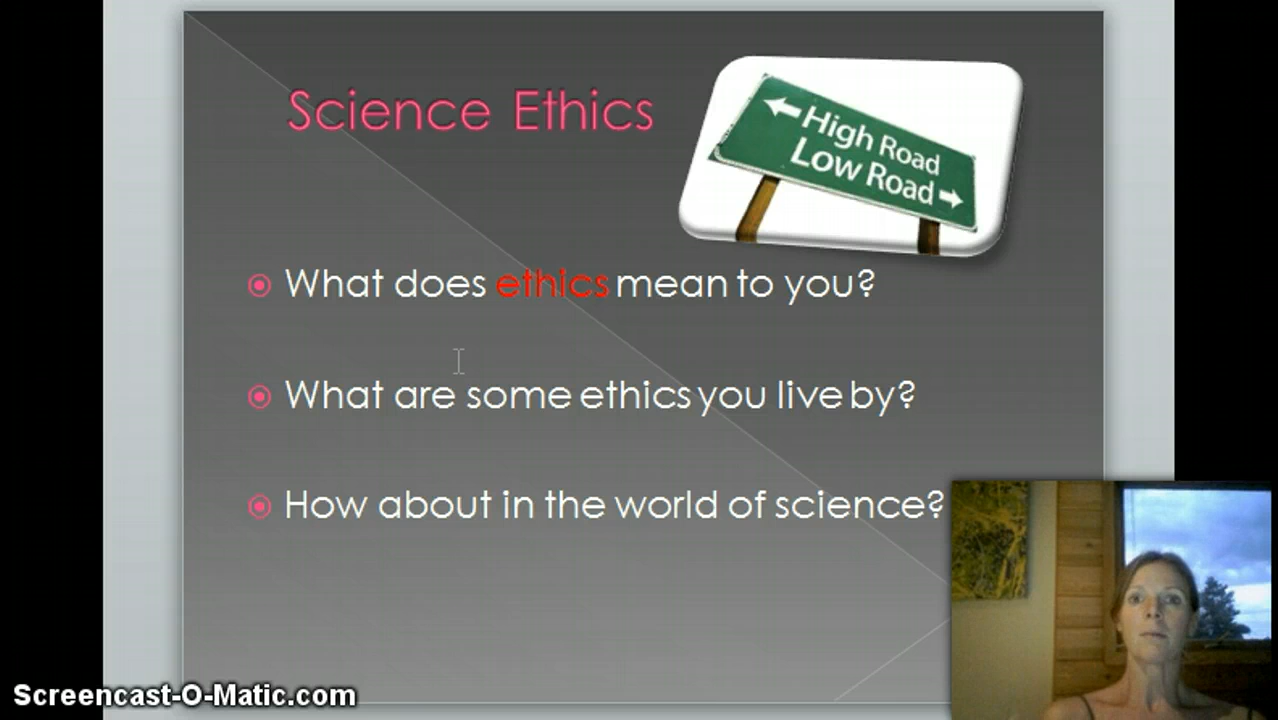 Science Ethics
High Road
Low Road
What does ethics mean to you?
What are some ethics you live by?
How about in the world of science?
Screencast-O-Matic.com